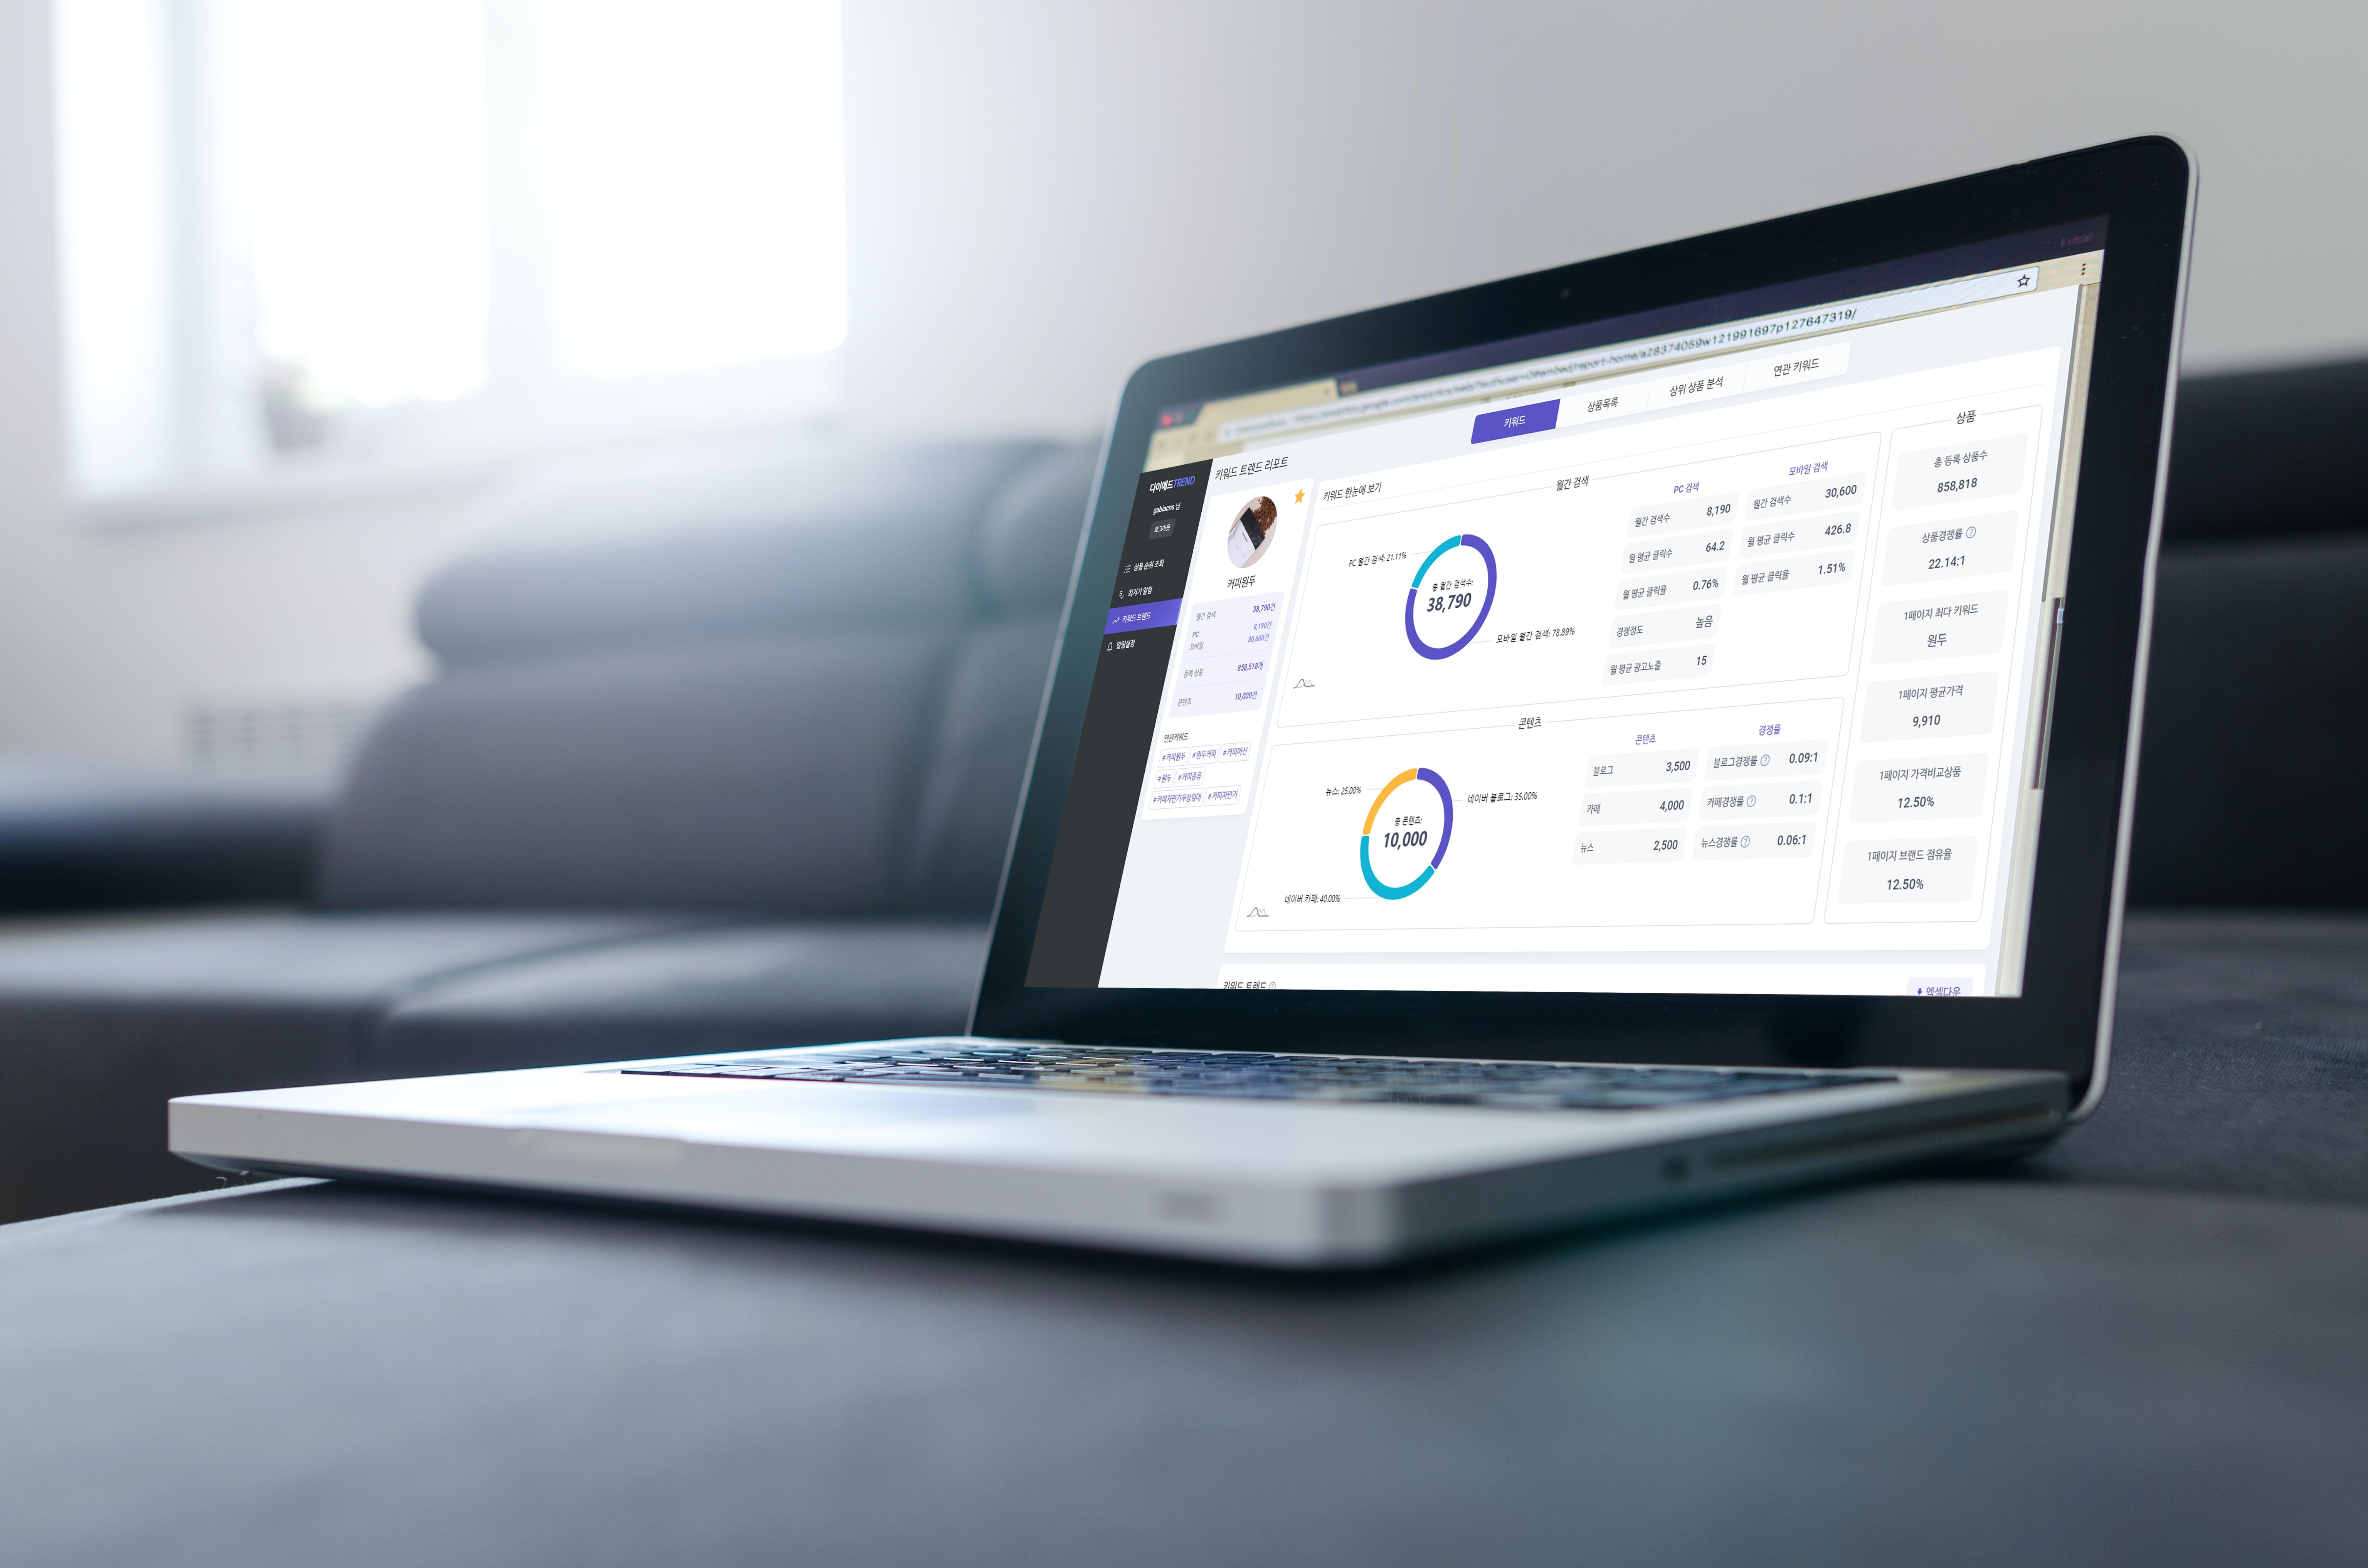 report-home/a28374059w121991697p127647319/
키워드
상품목록
상위 상품 분석
연관 키워드
다이애드TREND
gabiacns 님
로그아웃
상품 순위 조회
최저가 알림
키워드 트렌드
알림설정
키워드 트렌드 리포트
커피원두
월간 검색 38,790건
PC 8,190건
모바일 30,600건
등록 상품 858,518개
콘텐츠 10,000건
연관키워드
#커피원두 #원두커피 #커피머신
#원두 #커피종류
#커피자판기무상임대 #커피자판기
키워드 한눈에 보기
월간 검색
PC 월간 검색: 21.11%
총 월간 검색수:
38,790
모바일 월간 검색: 78.89%
PC 검색
월간 검색수 8,190
월 평균 클릭수 64.2
월 평균 클릭율 0.76%
경쟁정도 높음
월 평균 광고노출 15
모바일 검색
월간 검색수 30,600
월 평균 클릭수 426.8
월 평균 클릭율 1.51%
콘텐츠
뉴스: 25.00%
네이버 블로그: 35.00%
총 콘텐츠:
10,000
네이버 카페: 40.00%
콘텐츠
블로그 3,500
카페 4,000
뉴스 2,500
경쟁률
블로그경쟁률 ? 0.09:1
카페경쟁률 ? 0.1:1
뉴스경쟁률 ? 0.06:1
상품
총 등록 상품수
858,818
상품경쟁률 ?
22.14:1
1페이지 최다 키워드
원두
1페이지 평균가격
9,910
1페이지 가격비교상품
12.50%
1페이지 브랜드 점유율
12.50%
키워드 트렌드 ?
엑셀다운